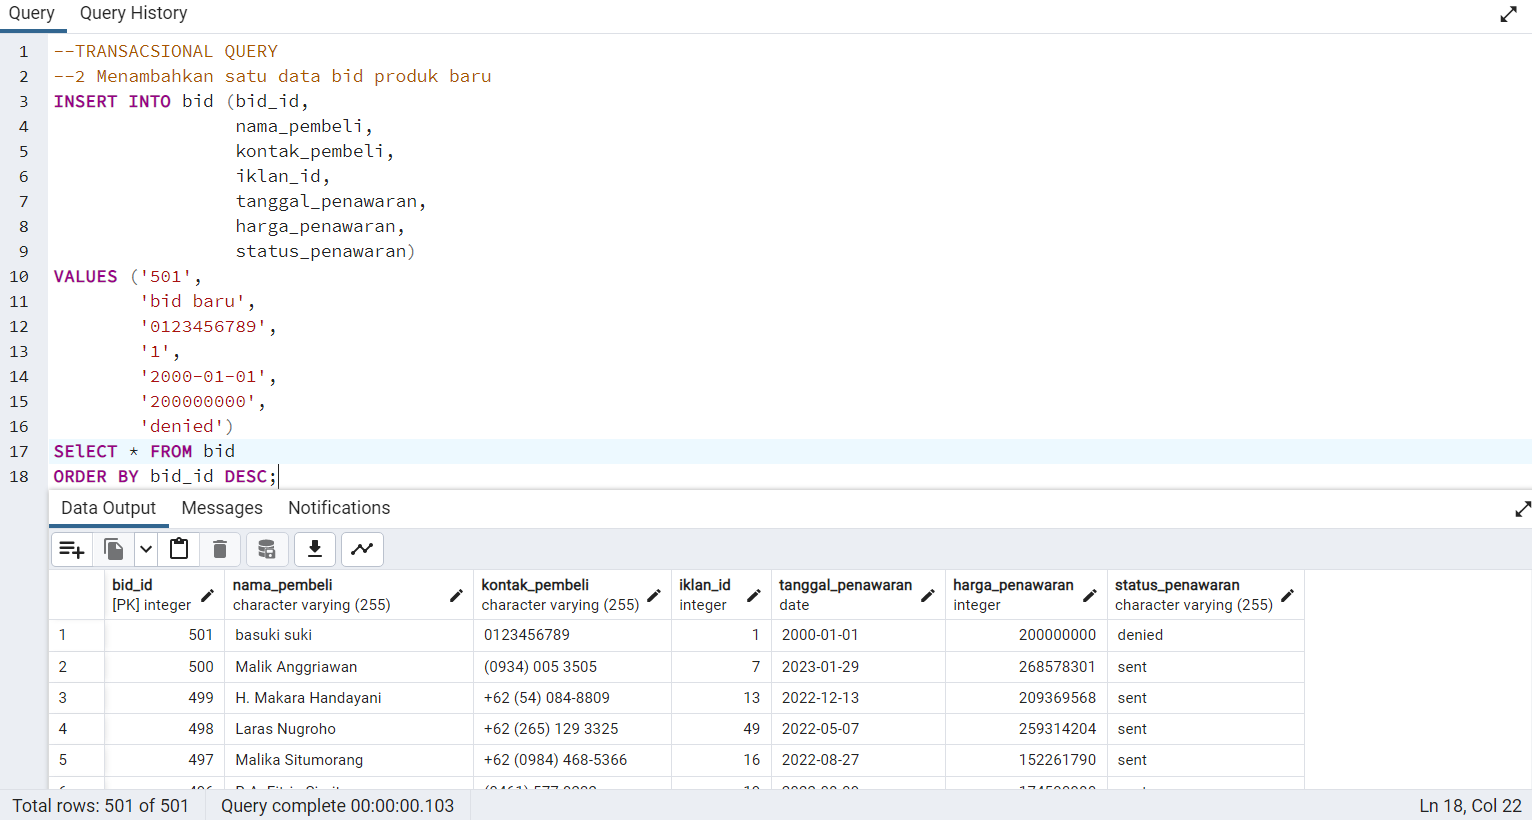 Query Query History
1 --TRANSACSIONAL QUERY
2 --2 Menambahkan satu data bid produk baru
3 INSERT INTO bid (bid_id,
4 nama_pembeli,
5 kontak_pembeli,
6 iklan_id,
7 tanggal_penawaran,
8 harga_penawaran,
9 status_penawaran)
10 VALUES ('501',
11 'bid baru',
12 '0123456789',
13 '1',
14 '2000-01-01',
15 '200000000',
16 'denied')
17 SElECT * FROM bid
18 ORDER BY bid_id DESC;
Data Output Messages Notifications
bid_id nama_pembeli kontak_pembeli iklan_id tanggal_penawaran harga_penawaran status_penawaran
[PK] integer character varying (255) character varying (255) integer date integer character varying (255)
1 501 basuki suki 0123456789 1 2000-01-01 200000000 denied
2 500 Malik Anggriawan (0934) 005 3505 7 2023-01-29 268578301 sent
3 499 H. Makara Handayani +62 (54) 084-8809 13 2022-12-13 209369568 sent
4 498 Laras Nugroho +62 (265) 129 3325 49 2022-05-07 259314204 sent
5 497 Malika Situmorang +62 (0984) 468-5366 16 2022-08-27 152261790 sent
Total rows: 501 of 501 Query complete 00:00:00.103 Ln 18, Col 22